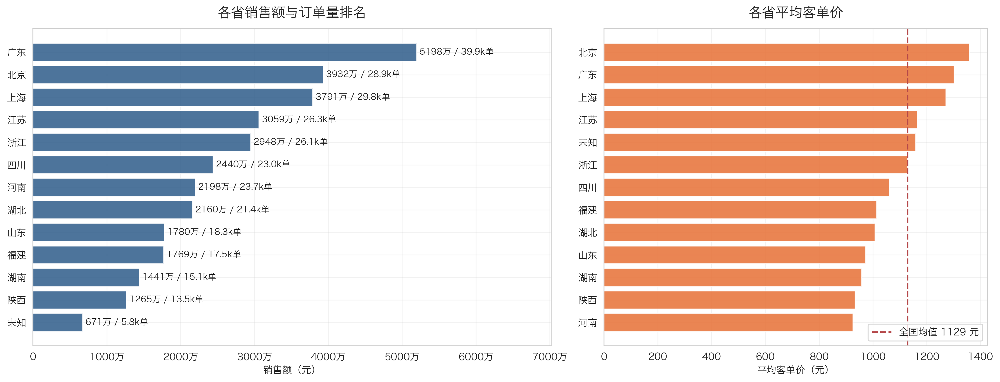 各省销售额与订单量排名
广东 5198万 / 39.9k单
北京 3932万 / 28.9k单
上海 3791万 / 29.8k单
江苏 3059万 / 26.3k单
浙江 2948万 / 26.1k单
四川 2440万 / 23.0k单
河南 2198万 / 23.7k单
湖北 2160万 / 21.4k单
山东 1780万 / 18.3k单
福建 1769万 / 17.5k单
湖南 1441万 / 15.1k单
陕西 1265万 / 13.5k单
未知 671万 / 5.8k单
0 1000万 2000万 3000万 4000万 5000万 6000万 7000万
销售额（元）
各省平均客单价
北京
广东
上海
江苏
未知
浙江
四川
福建
湖北
山东
湖南
陕西
河南
全国均值 1129 元
0 200 400 600 800 1000 1200 1400
平均客单价（元）